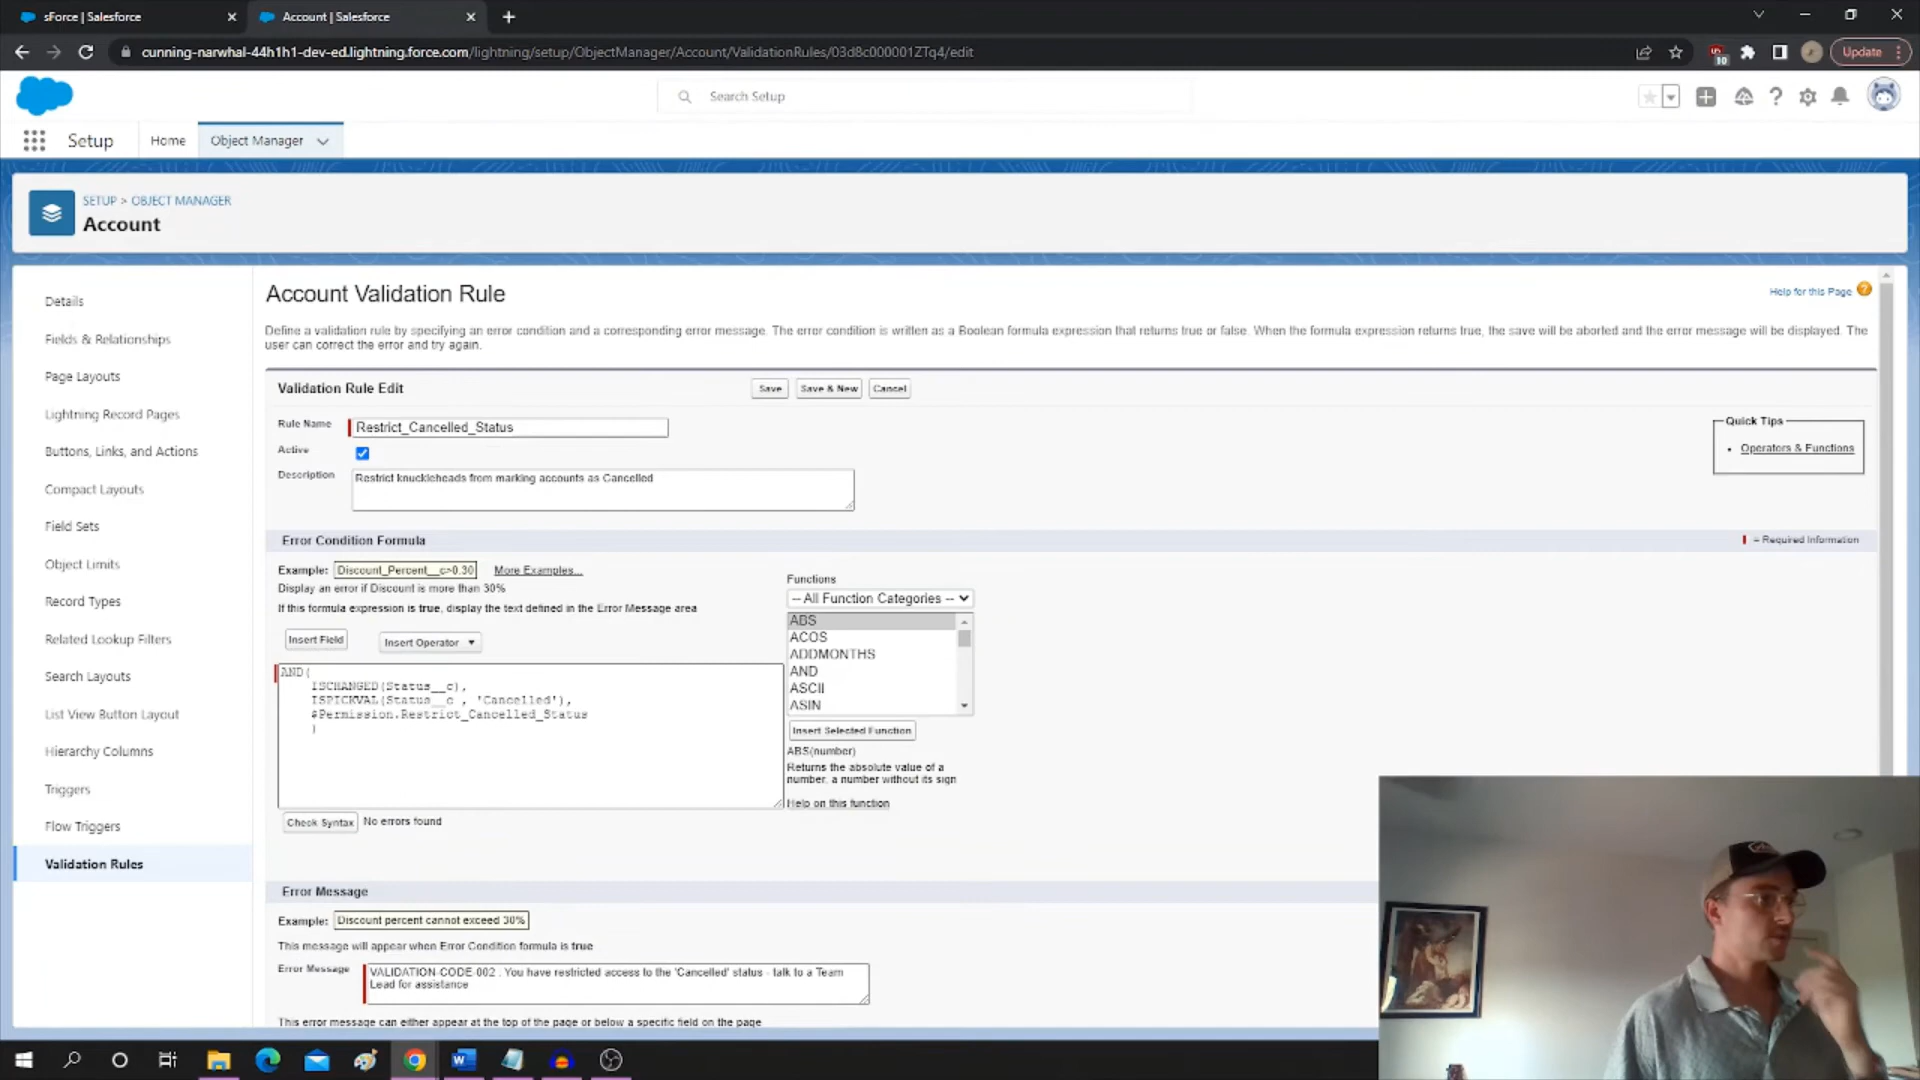 sForce | Salesforce
Account | Salesforce
cunning-narwhal-44h1h1-dev-ed.lightning.force.com/lightning/setup/ObjectManager/Account/ValidationRules/03d8c000001ZTq4/edit
10
Update
Search Setup
Setup
Home
Object Manager
SETUP > OBJECT MANAGER
Account
Details
Fields & Relationships
Page Layouts
Lightning Record Pages
Buttons, Links, and Actions
Compact Layouts
Field Sets
Object Limits
Record Types
Related Lookup Filters
Search Layouts
List View Button Layout
Hierarchy Columns
Triggers
Flow Triggers
Validation Rules
Account Validation Rule
Help for this Page
Define a validation rule by specifying an error condition and a corresponding error message. The error condition is written as a Boolean formula expression that returns true or false. When the formula expression returns true, the save will be aborted and the error message will be displayed. The
user can correct the error and try again.
Validation Rule Edit
Save
Save & New
Cancel
Rule Name
Restrict_Cancelled_Status
Active
Description
Restrict knuckleheads from marking accounts as Cancelled
Quick Tips
Operators & Functions
Error Condition Formula
= Required Information
Example: Discount_Percent__c>0.30 More Examples...
Display an error if Discount is more than 30%
If this formula expression is true, display the text defined in the Error Message area
Insert Field
Insert Operator
AND(
ISCHANGED(Status__c),
ISPICKVAL(Status__c , 'Cancelled'),
$Permission.Restrict_Cancelled_Status
)
Functions
-- All Function Categories --
ABS
ACOS
ADDMONTHS
AND
ASCII
ASIN
Insert Selected Function
ABS(number)
Returns the absolute value of a
number, a number without its sign
Help on this function
Check Syntax No errors found
Error Message
Example: Discount percent cannot exceed 30%
This message will appear when Error Condition formula is true
Error Message
VALIDATION-CODE-002 : You have restricted access to the 'Cancelled' status - talk to a Team
Lead for assistance
This error message can either appear at the top of the page or below a specific field on the page